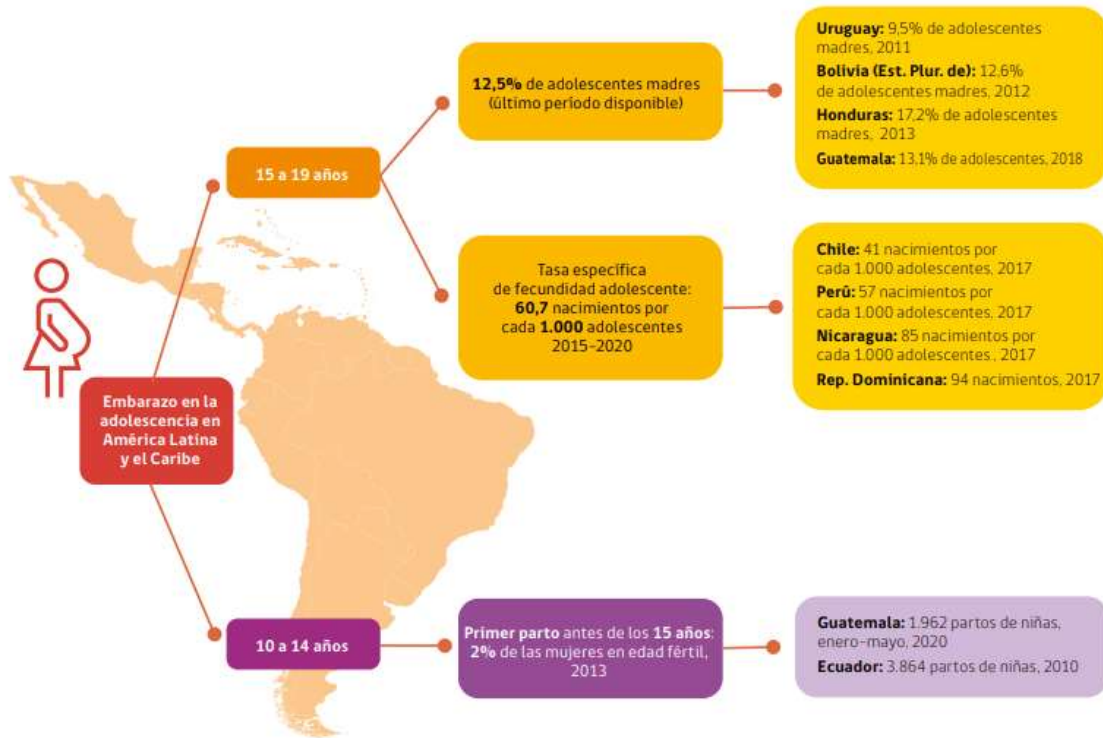 Embarazo en la
adolescencia en
América Latina
y el Caribe
15 a 19 años
12,5% de adolescentes madres
(último período disponible)
Uruguay: 9,5% de adolescentes
madres, 2011
Bolivia (Est. Plur. de): 12,6%
de adolescentes madres, 2012
Honduras: 17,2% de adolescentes
madres, 2013
Guatemala: 13,1% de adolescentes, 2018
Tasa específica
de fecundidad adolescente:
60,7 nacimientos por
cada 1.000 adolescentes
2015-2020
Chile: 41 nacimientos por
cada 1.000 adolescentes, 2017
Perú: 57 nacimientos por
cada 1.000 adolescentes, 2017
Nicaragua: 85 nacimientos por
cada 1.000 adolescentes, 2017
Rep. Dominicana: 94 nacimientos, 2017
10 a 14 años
Primer parto antes de los 15 años:
2% de las mujeres en edad fértil,
2013
Guatemala: 1.962 partos de niñas,
enero-mayo, 2020
Ecuador: 3.864 partos de niñas, 2010